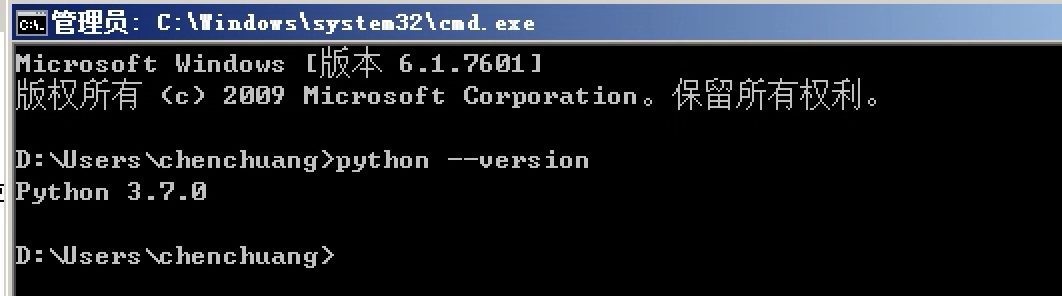 管理员: C:\Windows\system32\cmd.exe
Microsoft Windows [版本 6.1.7601]
版权所有 (c) 2009 Microsoft Corporation。保留所有权利。
D:\Users\chenchuang>python --version
Python 3.7.0
D:\Users\chenchuang>